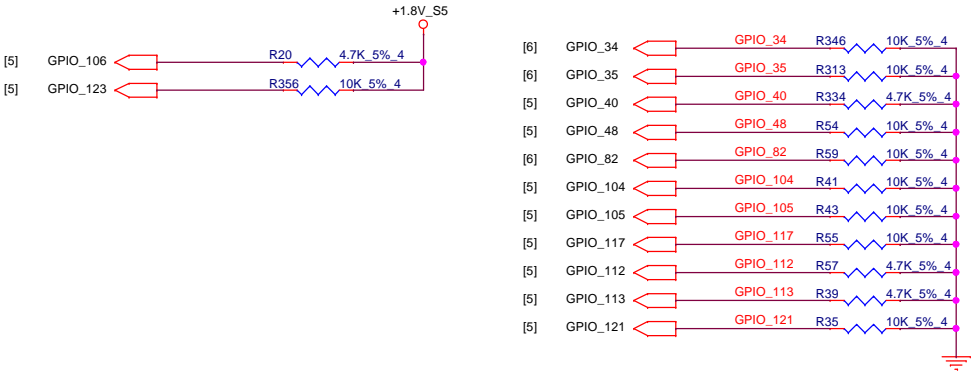 +1.8V_S5
[5] GPIO_106 R20 4.7K_5%_4
[5] GPIO_123 R356 10K_5%_4
[6] GPIO_34 GPIO_34 R346 10K_5%_4
[6] GPIO_35 GPIO_35 R313 10K_5%_4
[5] GPIO_40 GPIO_40 R334 4.7K_5%_4
[5] GPIO_48 GPIO_48 R54 10K_5%_4
[6] GPIO_82 GPIO_82 R59 10K_5%_4
[5] GPIO_104 GPIO_104 R41 10K_5%_4
[5] GPIO_105 GPIO_105 R43 10K_5%_4
[5] GPIO_117 GPIO_117 R55 10K_5%_4
[5] GPIO_112 GPIO_112 R57 4.7K_5%_4
[5] GPIO_113 GPIO_113 R39 4.7K_5%_4
[5] GPIO_121 GPIO_121 R35 10K_5%_4